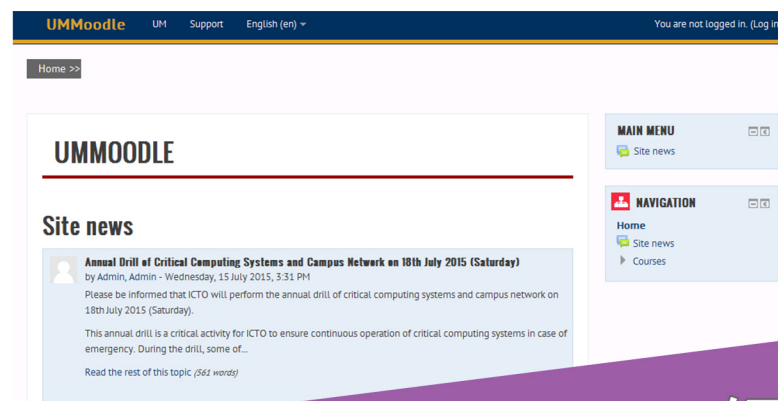 UMMoodle UM Support English (en) You are not logged in. (Log in
Home >>
UMMOODLE
Site news
Annual Drill of Critical Computing Systems and Campus Network on 18th July 2015 (Saturday)
by Admin, Admin - Wednesday, 15 July 2015, 3:31 PM
Please be informed that ICTO will perform the annual drill of critical computing systems and campus network on
18th July 2015 (Saturday).
This annual drill is a critical activity for ICTO to ensure continuous operation of critical computing systems in case of
emergency. During the drill, some of...
Read the rest of this topic (561 words)
MAIN MENU
Site news
NAVIGATION
Home
Site news
Courses